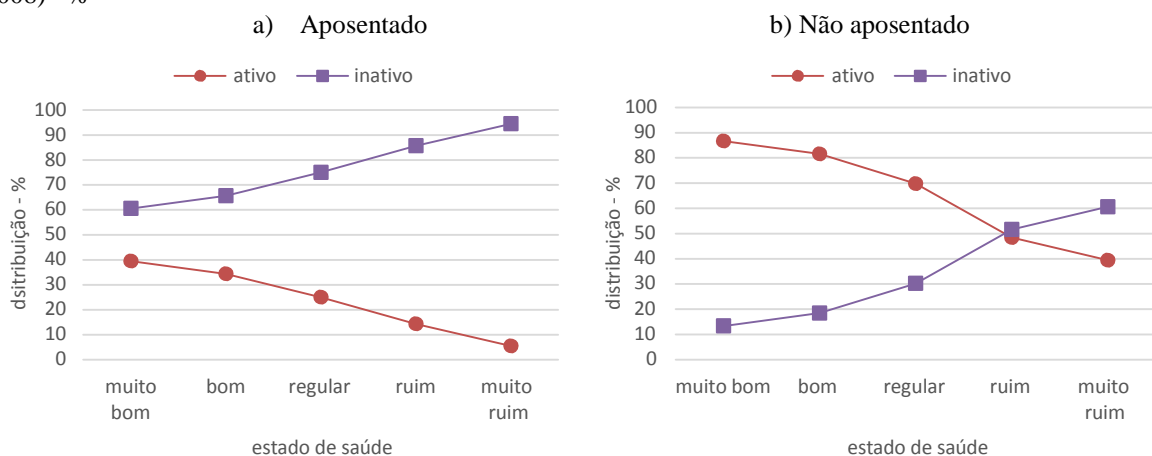 a) Aposentado
b) Não aposentado
ativo inativo
ativo inativo
100
90
80
70
60
50
40
30
20
10
0
dsitribuição - %
muito bom
bom
regular
ruim
muito ruim
estado de saúde
100
90
80
70
60
50
40
30
20
10
0
distribuição - %
muito bom
bom
regular
ruim
muito ruim
estado de saúde